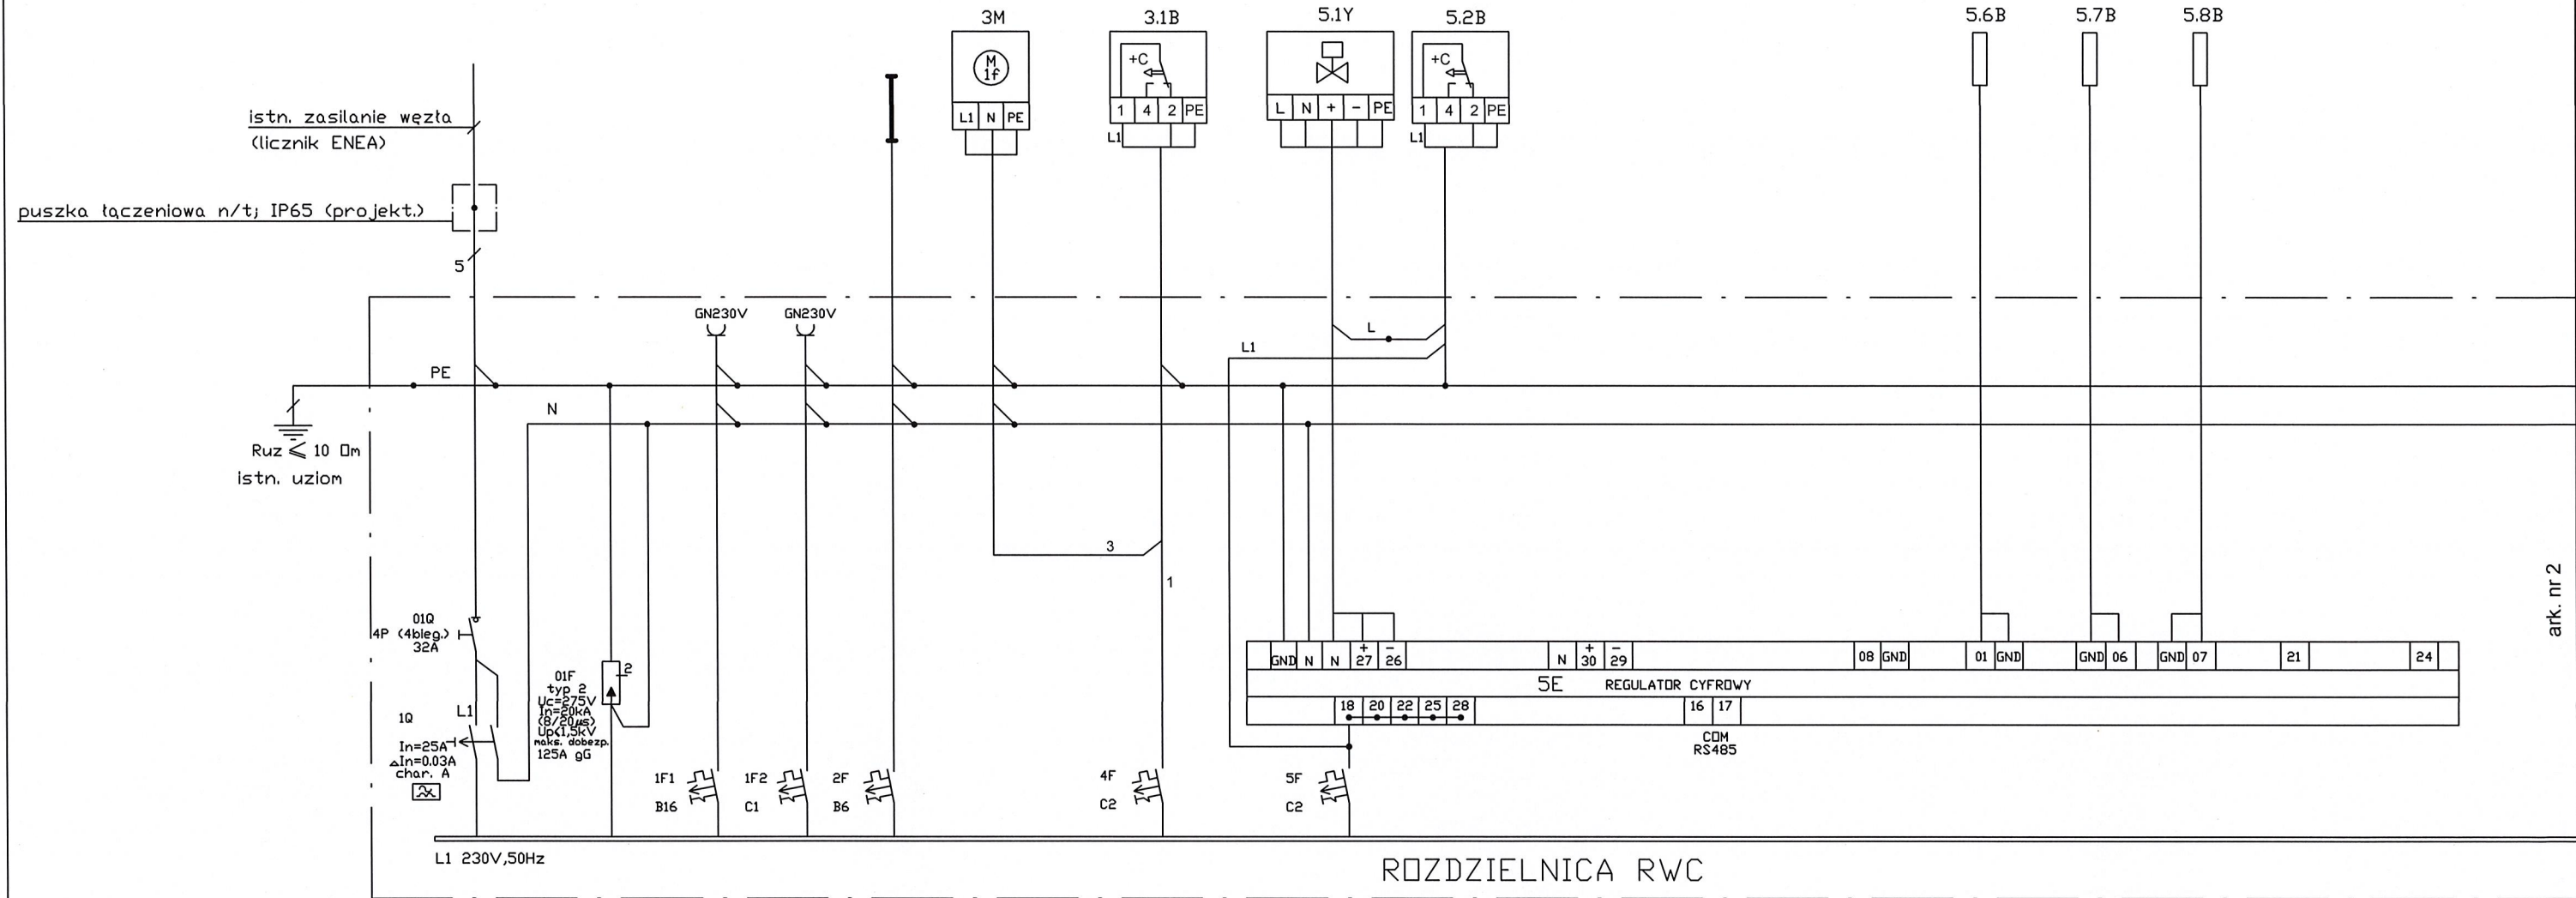 3M
3.1B
5.1Y
5.2B
5.6B
5.7B
5.8B
M
1f
L1 N PE
+C
1 4 2 PE
L1
L N + - PE
+C
1 4 2 PE
L1
istn. zasilanie węzła
(licznik ENEA)
puszka łączeniowa n/t; IP65 (projekt.)
5
GN230V
GN230V
L
L1
PE
N
Ruz ⩽ 10 Om
istn. uziom
3
1
ark. nr 2
01Q
4P (4bieg.)
32A
L1
1Q
In=25A
△In=0.03A
char. A
01F
typ 2
Uc=275V
In=20kA
(8/20µs)
Up<1,5kV
maks. dobezp.
125A gG
2
1F1
B16
1F2
C1
2F
B6
4F
C2
5F
C2
GND N N + 27 - 26 N + 30 - 29 08 GND 01 GND GND 06 GND 07 21 24
5E REGULATOR CYFROWY
18 20 22 25 28 16 17
COM
RS485
L1 230V,50Hz
ROZDZIELNICA RWC